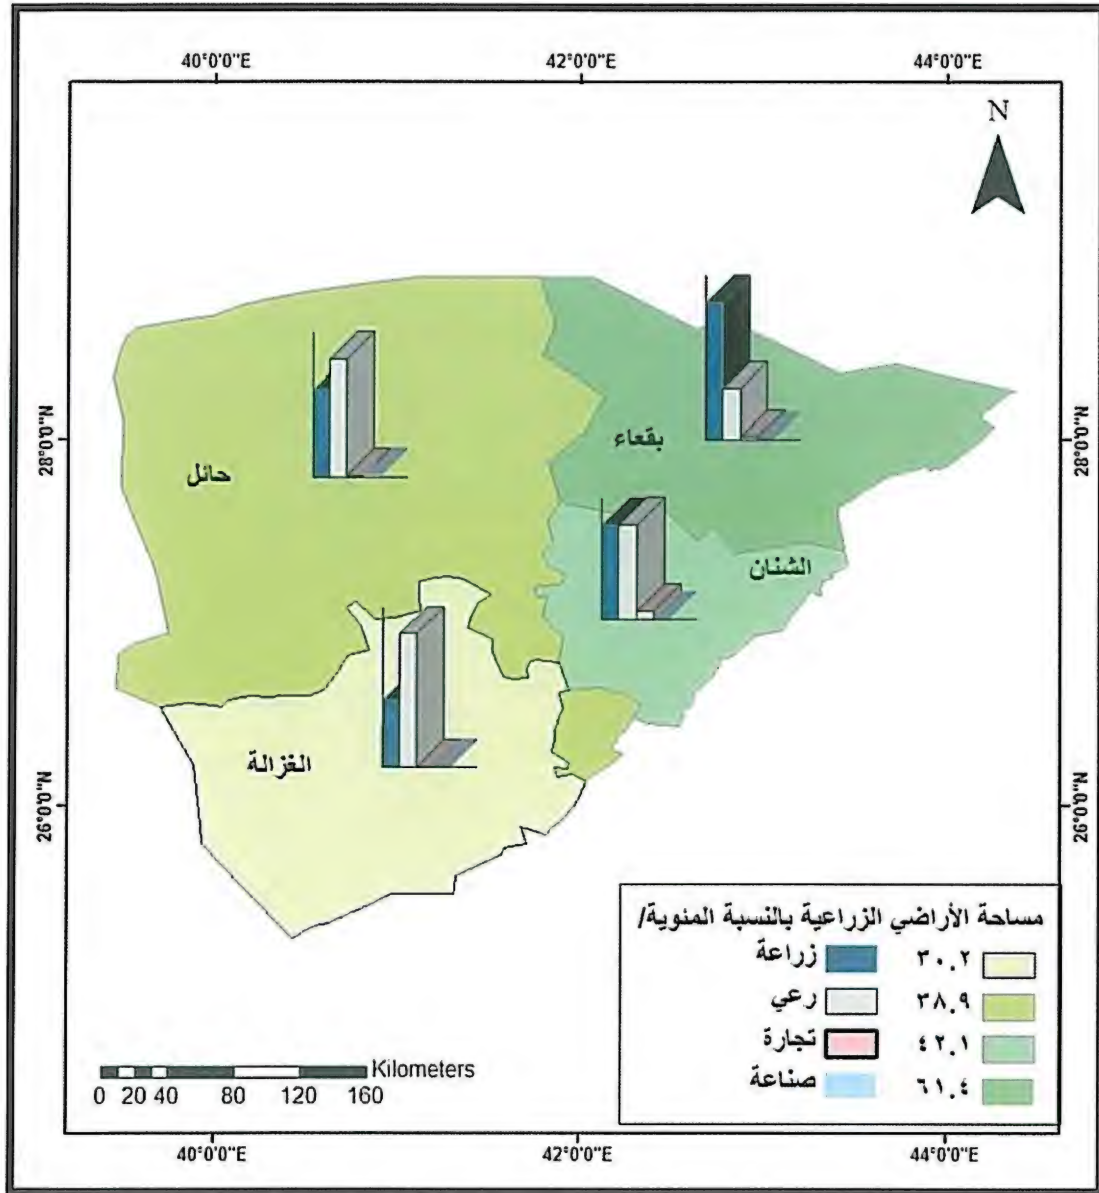 40°0'0"E 42°0'0"E 44°0'0"E
N
28°0'0"N 28°0'0"N
بقعاء
حائل
الشنان
الغزالة
26°0'0"N 26°0'0"N
مساحة الأراضي الزراعية بالنسبة المئوية/
٣٠.٢ زراعة
٣٨.٩ رعي
٤٢.١ تجارة
٦١.٤ صناعة
Kilometers
0 20 40 80 120 160
40°0'0"E 42°0'0"E 44°0'0"E